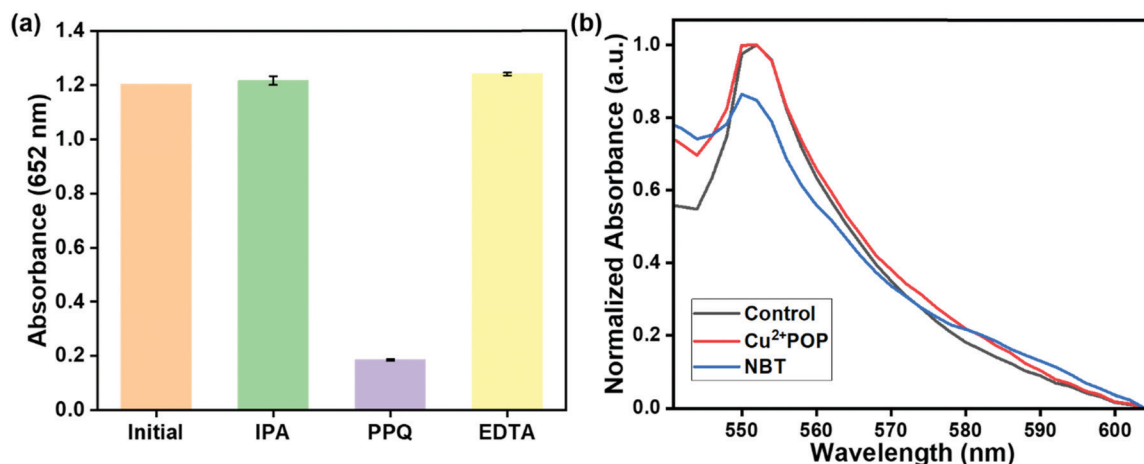 (a)
Absorbance (652 nm)
1.4
1.2
1.0
0.8
0.6
0.4
0.2
0.0
Initial IPA PPQ EDTA
(b)
Normalized Absorbance (a.u.)
1.0
0.8
0.6
0.4
0.2
0.0
Control
Cu²⁺POP
NBT
550 560 570 580 590 600
Wavelength (nm)